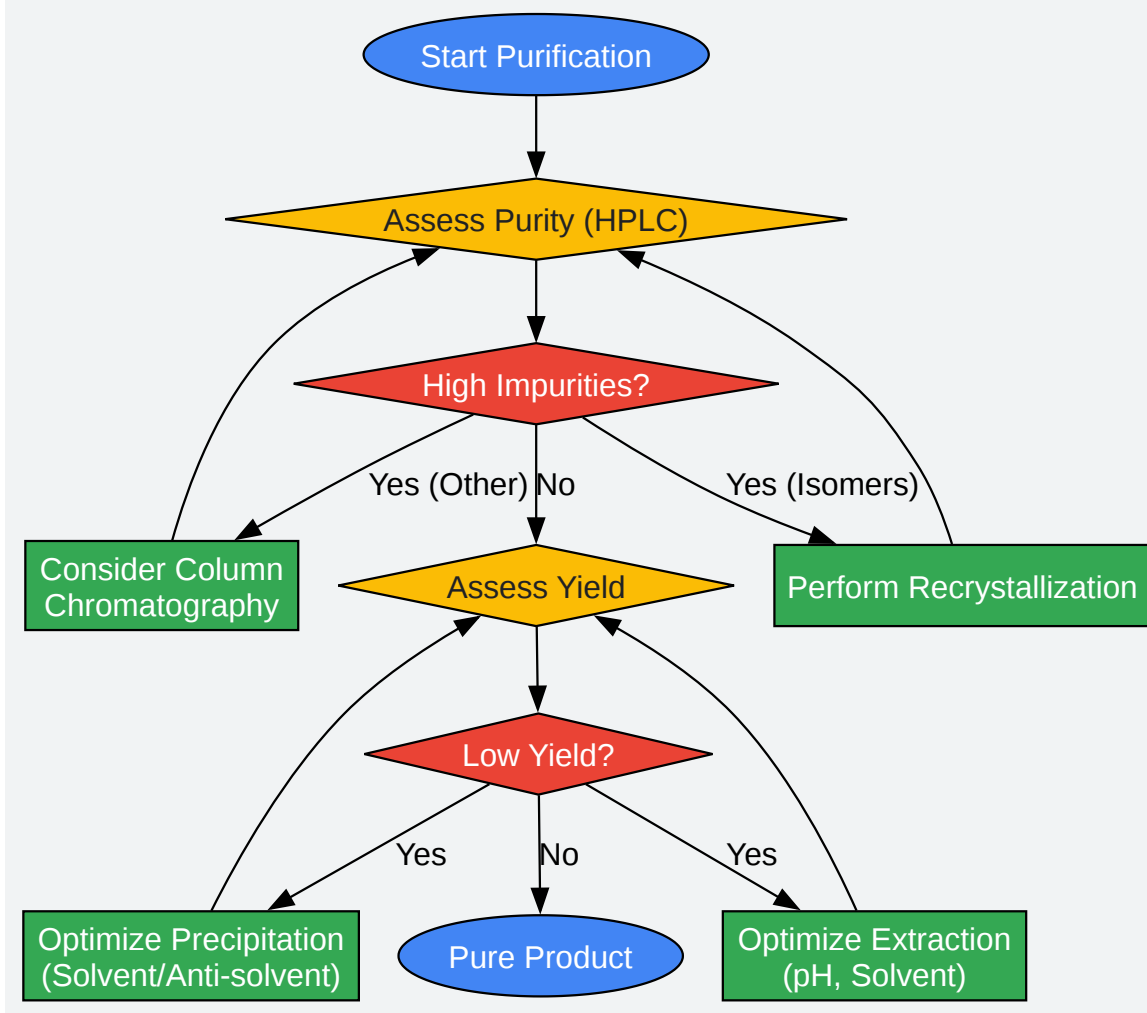 Start Purification
Assess Purity (HPLC)
High Impurities?
Yes (Other)
No
Yes (Isomers)
Consider Column
Chromatography
Assess Yield
Perform Recrystallization
Low Yield?
Yes
No
Yes
Optimize Precipitation
(Solvent/Anti-solvent)
Pure Product
Optimize Extraction
(pH, Solvent)